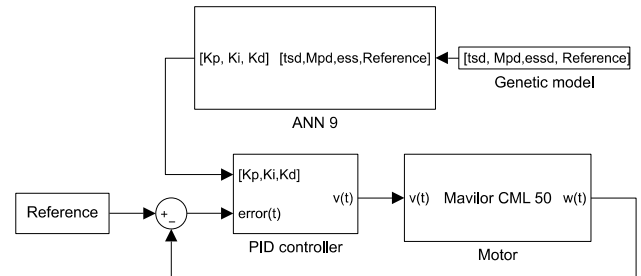 [Kp, Ki, Kd] [tsd,Mpd,ess,Reference]
[tsd, Mpd,essd, Reference]
Genetic model
ANN 9
[Kp,Ki,Kd]
v(t)
error(t)
PID controller
v(t) Mavilor CML 50 w(t)
Motor
Reference
+
−